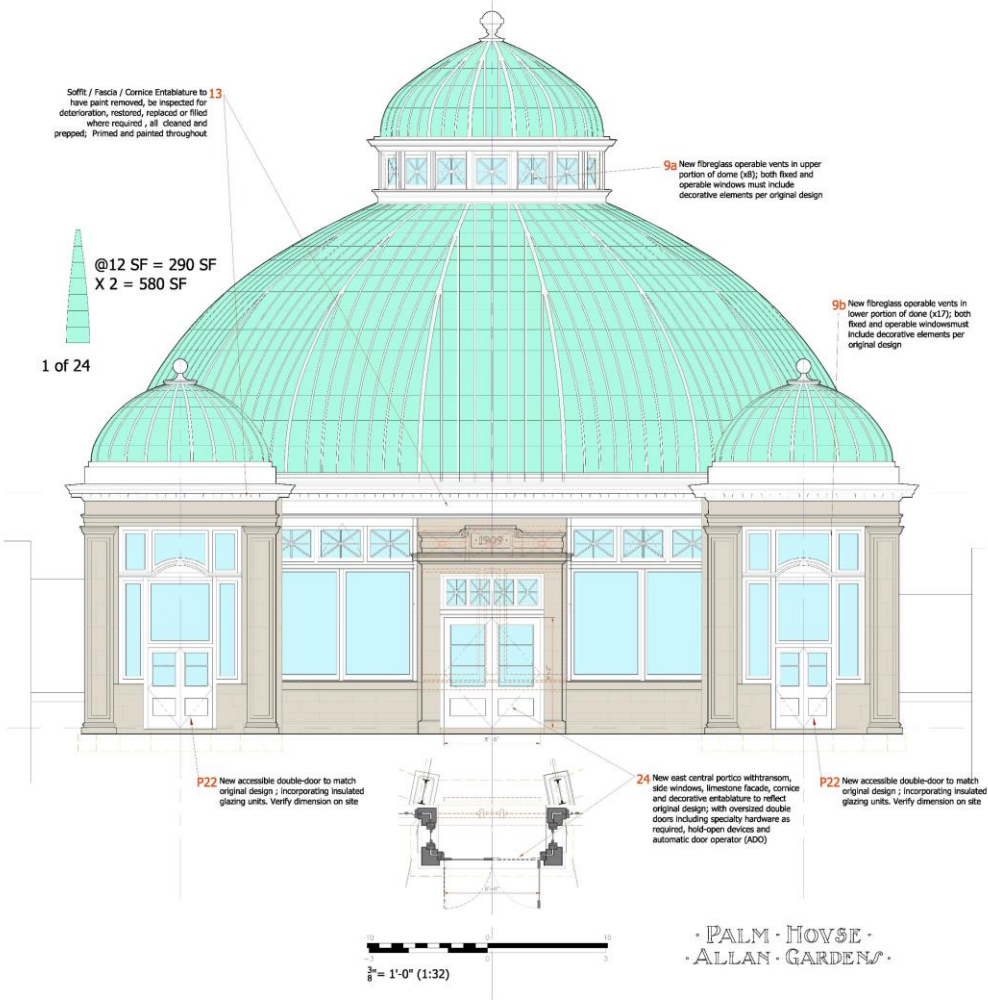 Soffit / Fascia / Cornice Entablature to 13
have paint removed, be inspected for
deterioration, restored, replaced or filled
where required , all cleaned and
prepped; Primed and painted throughout
9a New fibreglass operable vents in upper
portion of dome (x8); both fixed and
operable windows must include
decorative elements per original design
@12 SF = 290 SF
X 2 = 580 SF
1 of 24
9b New fibreglass operable vents in
lower portion of done (x17); both
fixed and operable windowsmust
include decorative elements per
original design
·1909·
P22 New accessible double-door to match
original design ; incorporating insulated
glazing units. Verify dimension on site
24 New east central portico withtransom,
side windows, limestone facade, cornice
and decorative entablature to reflect
original design; with oversized double
doors including specialty hardware as
required, hold-open devices and
automatic door operator (ADO)
P22 New accessible double-door to match
original design ; incorporating insulated
glazing units. Verify dimension on site
10 0 10
3 0 3
3/8"= 1'-0" (1:32)
· PALM · HOVSE ·
· ALLAN · GARDENS ·